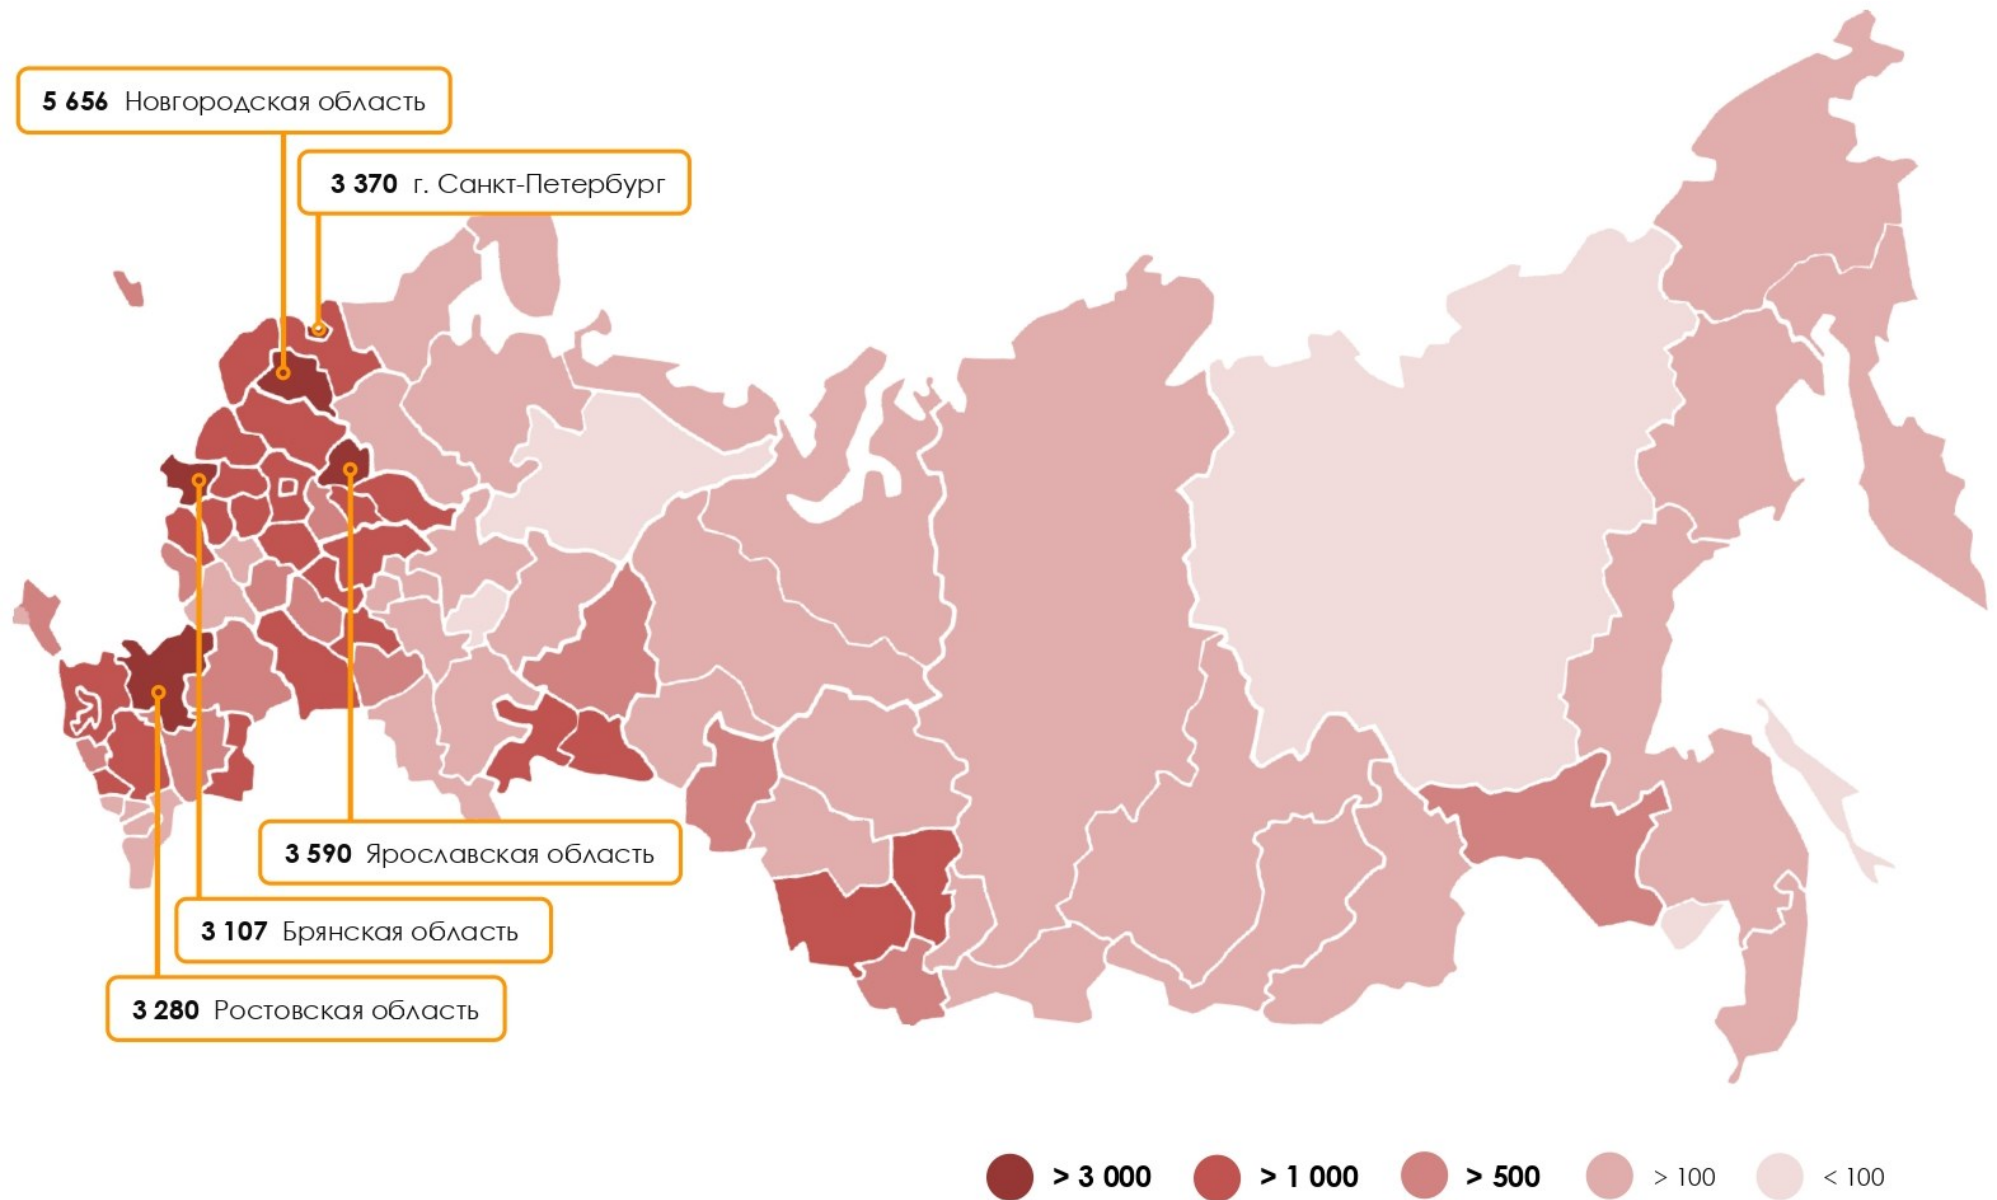 5 656 Новгородская область
3 370 г. Санкт-Петербург
3 590 Ярославская область
3 107 Брянская область
3 280 Ростовская область
> 3 000
> 1 000
> 500
> 100
< 100